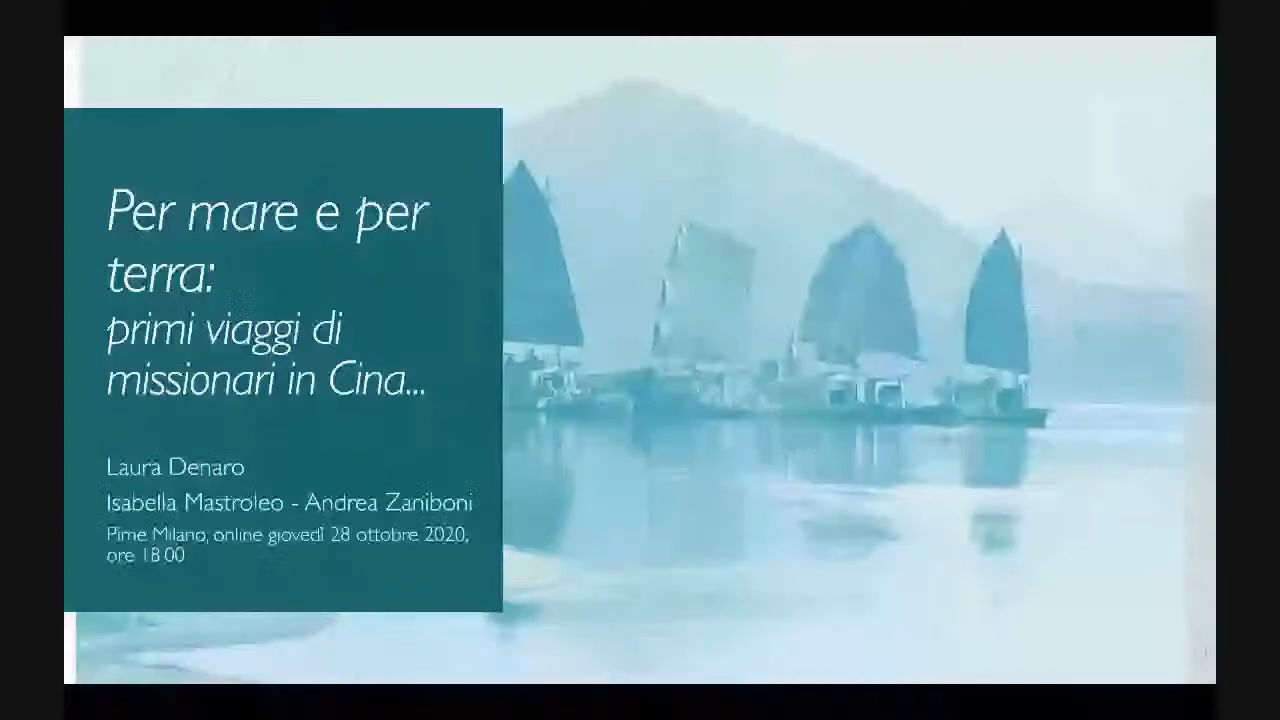 Per mare e per
terra:
primi viaggi di
missionari in Cina...
Laura Denaro
Isabella Mastroleo - Andrea Zaniboni
Pime Milano, online giovedì 28 ottobre 2020,
ore 18.00